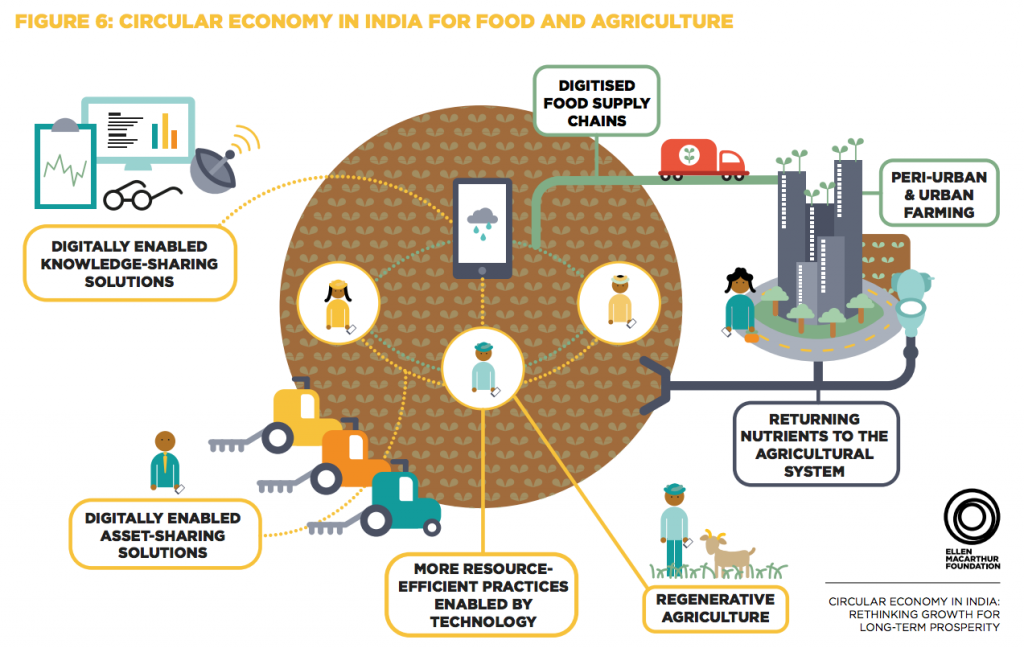 FIGURE 6: CIRCULAR ECONOMY IN INDIA FOR FOOD AND AGRICULTURE
DIGITISED
FOOD SUPPLY
CHAINS
PERI-URBAN
& URBAN
FARMING
DIGITALLY ENABLED
KNOWLEDGE-SHARING
SOLUTIONS
RETURNING
NUTRIENTS TO THE
AGRICULTURAL
SYSTEM
DIGITALLY ENABLED
ASSET-SHARING
SOLUTIONS
MORE RESOURCE-
EFFICIENT PRACTICES
ENABLED BY
TECHNOLOGY
REGENERATIVE
AGRICULTURE
ELLEN
MACARTHUR
FOUNDATION
CIRCULAR ECONOMY IN INDIA:
RETHINKING GROWTH FOR
LONG-TERM PROSPERITY